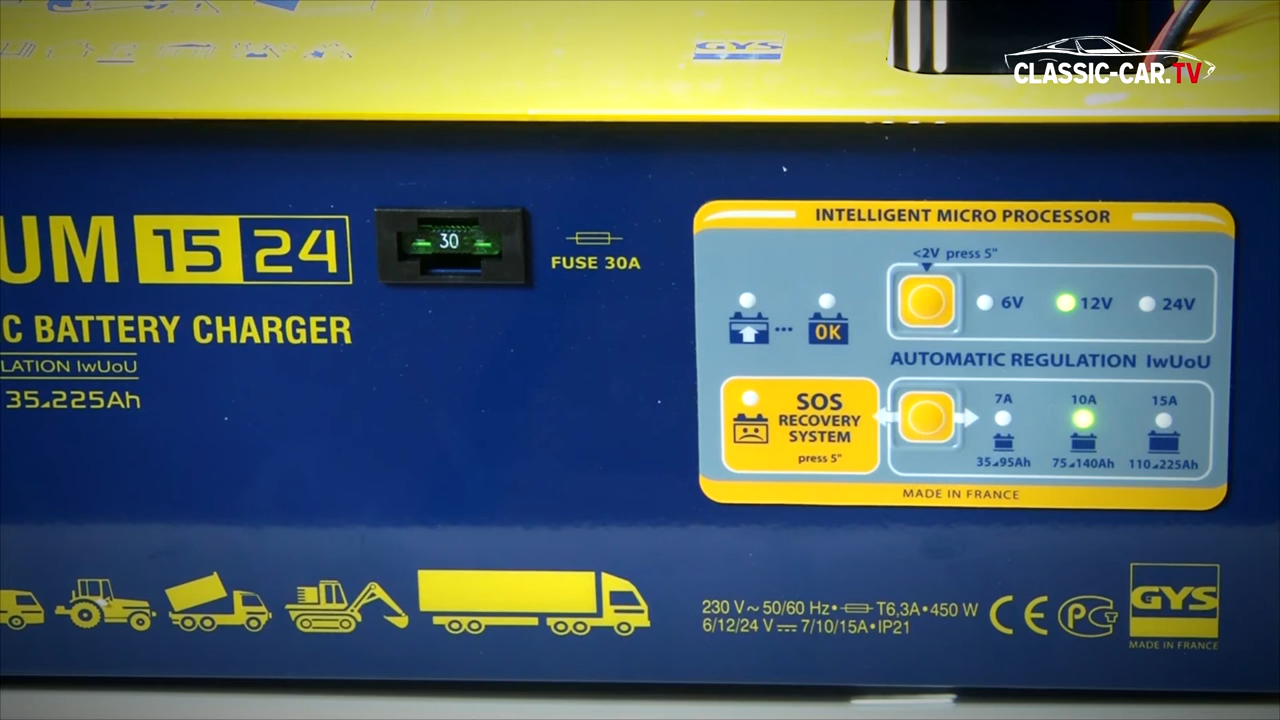 GYS
CLASSIC-CAR.TV
UM 15 24
30
FUSE 30A
C BATTERY CHARGER
LATION IwUoU
35⊿225Ah
INTELLIGENT MICRO PROCESSOR
<2V press 5"
6V 12V 24V
... OK
AUTOMATIC REGULATION IwUoU
SOS
RECOVERY
SYSTEM
press 5"
7A 10A 15A
35⊿95Ah 75⊿140Ah 110⊿225Ah
MADE IN FRANCE
230 V~ 50/60 Hz • T6,3A • 450 W
6/12/24 V ⎓ 7/10/15A • IP21
CE
GYS
MADE IN FRANCE